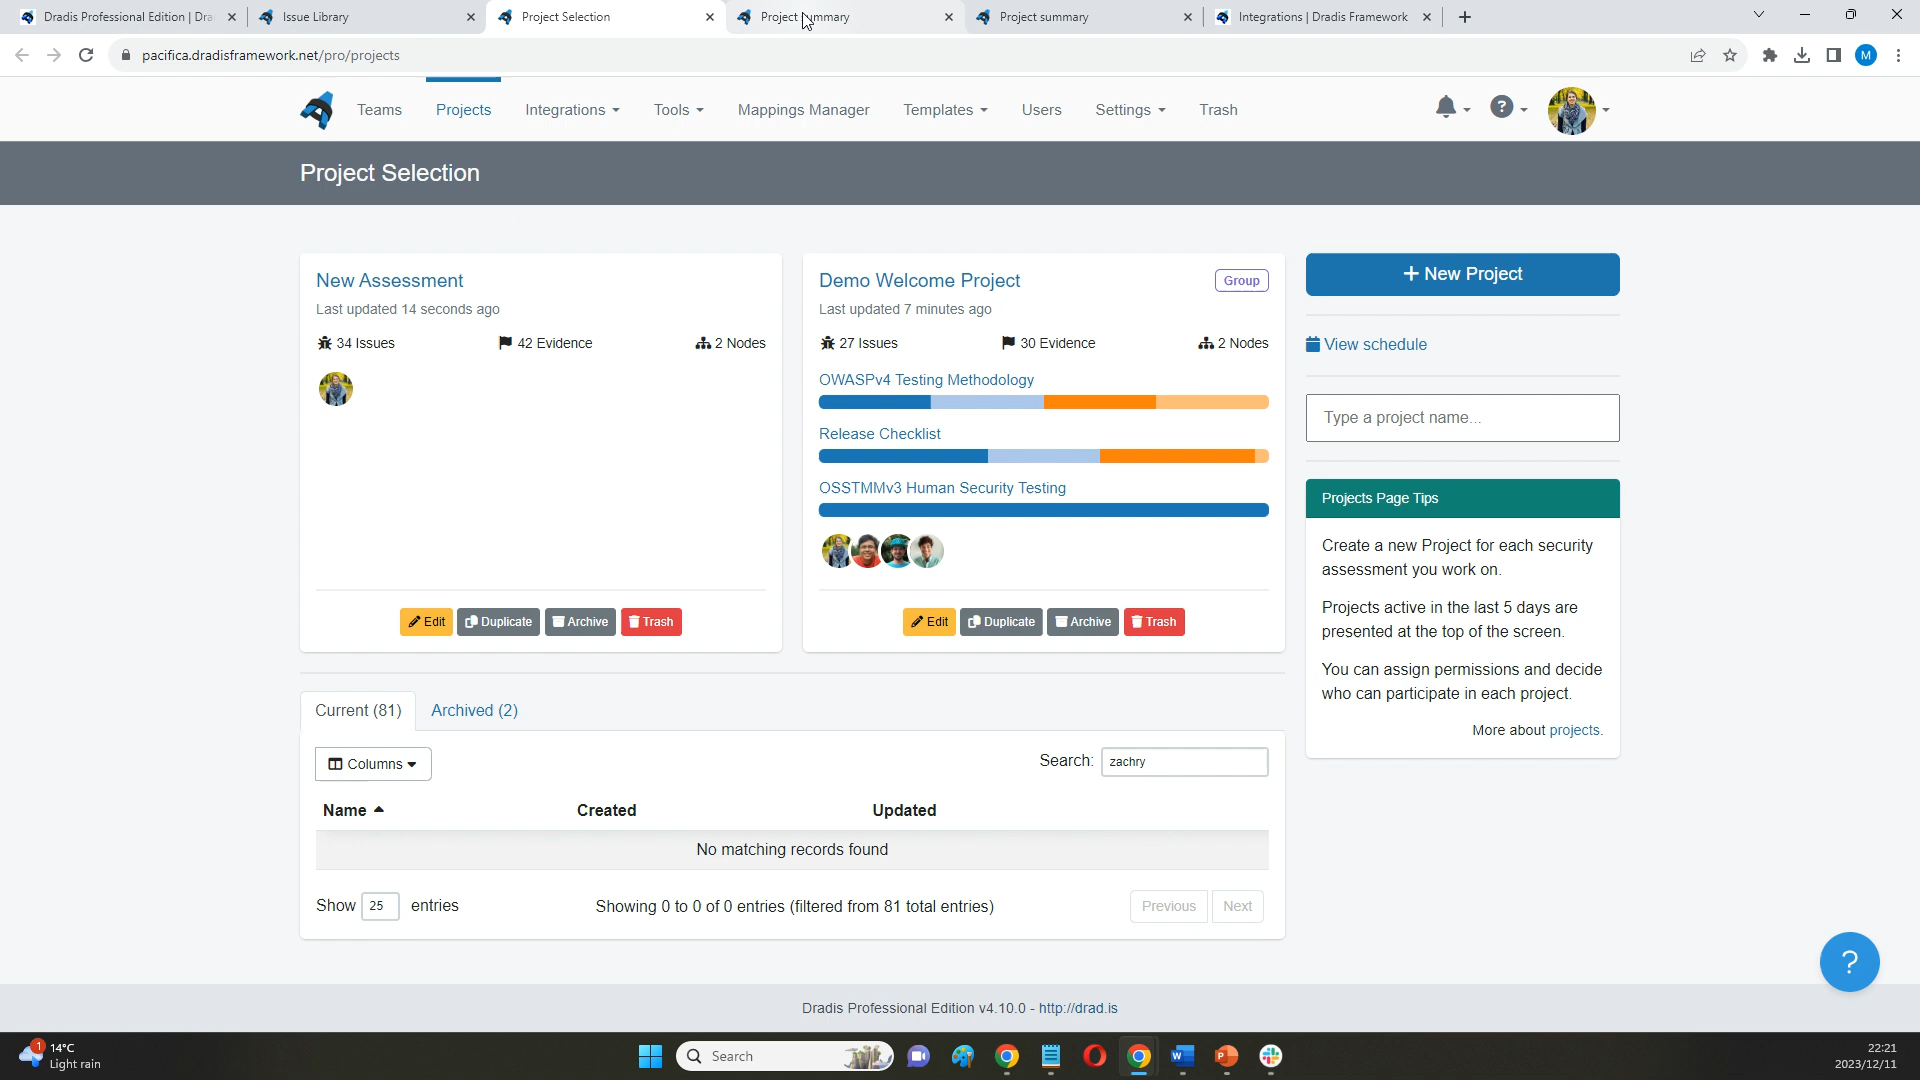 Dradis Professional Edition | Dra
Issue Library
Project Selection
Project summary
Project summary
Integrations | Dradis Framework
pacifica.dradisframework.net/pro/projects
M
Teams
Projects
Integrations
Tools
Mappings Manager
Templates
Users
Settings
Trash
Project Selection
New Assessment
Last updated 14 seconds ago
34 Issues
42 Evidence
2 Nodes
Edit
Duplicate
Archive
Trash
Demo Welcome Project
Group
Last updated 7 minutes ago
27 Issues
30 Evidence
2 Nodes
OWASPv4 Testing Methodology
Release Checklist
OSSTMMv3 Human Security Testing
Edit
Duplicate
Archive
Trash
+ New Project
View schedule
Type a project name...
Projects Page Tips
Create a new Project for each security
assessment you work on.
Projects active in the last 5 days are
presented at the top of the screen.
You can assign permissions and decide
who can participate in each project.
More about projects.
Current (81)
Archived (2)
Columns
Search: zachry
Name
Created
Updated
No matching records found
Show 25 entries
Showing 0 to 0 of 0 entries (filtered from 81 total entries)
Previous
Next
?
Dradis Professional Edition v4.10.0 - http://drad.is
1
14°C
Light rain
Search
22:21
2023/12/11